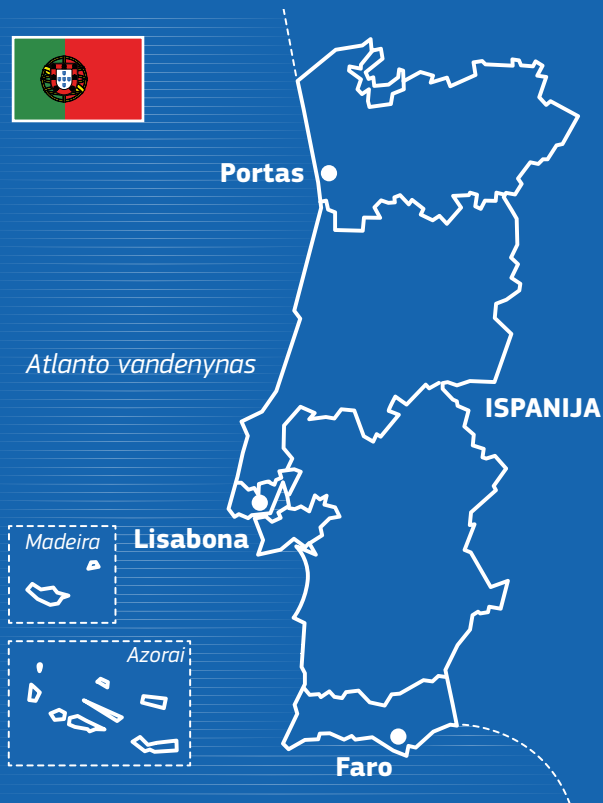 Portas
Atlanto vandenynas
ISPANIJA
Madeira
Lisabona
Azorai
Faro